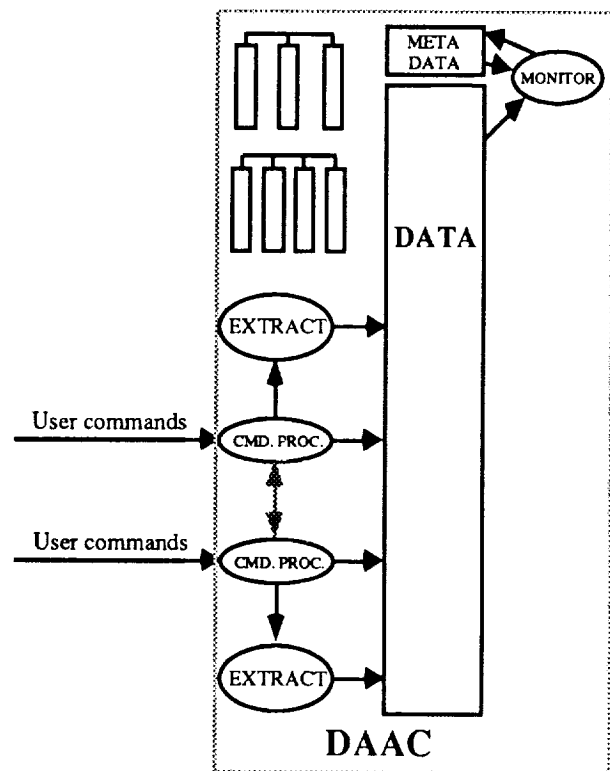 META
DATA
MONITOR
DATA
EXTRACT
User commands
CMD. PROC.
User commands
CMD. PROC.
EXTRACT
DAAC